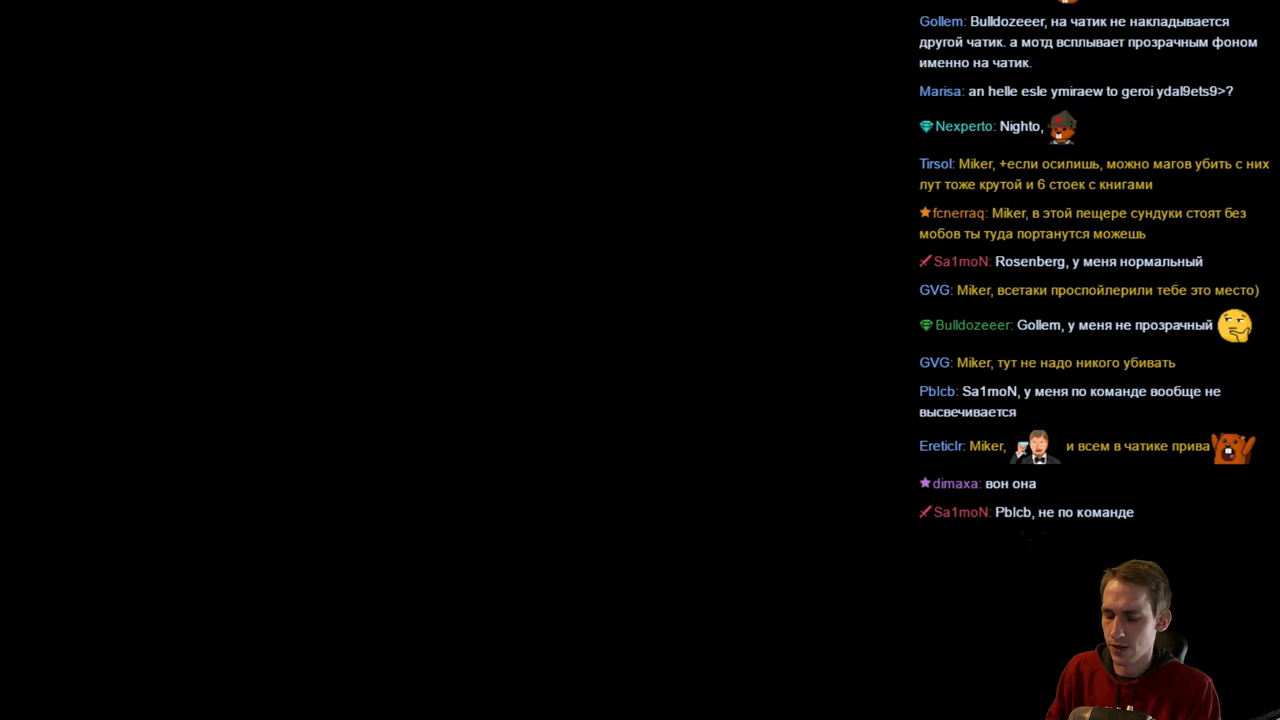 Gollem: Bulldozeeer, на чатик не накладывается
другой чатик. а мотд всплывает прозрачным фоном
именно на чатик.
Marisa: an helle esle ymiraew to geroi ydal9ets9>?
Nexperto: Nighto,
Tirsol: Miker, +если осилишь, можно магов убить с них
лут тоже крутой и 6 стоек с книгами
fcnerraq: Miker, в этой пещере сундуки стоят без
мобов ты туда портанутся можешь
Sa1moN: Rosenberg, у меня нормальный
GVG: Miker, всетаки проспойлерили тебе это место)
Bulldozeeer: Gollem, у меня не прозрачный
GVG: Miker, тут не надо никого убивать
Pblcb: Sa1moN, у меня по команде вообще не
высвечивается
Ereticlr: Miker, и всем в чатике прива
dimaxa: вон она
Sa1moN: Pblcb, не по команде